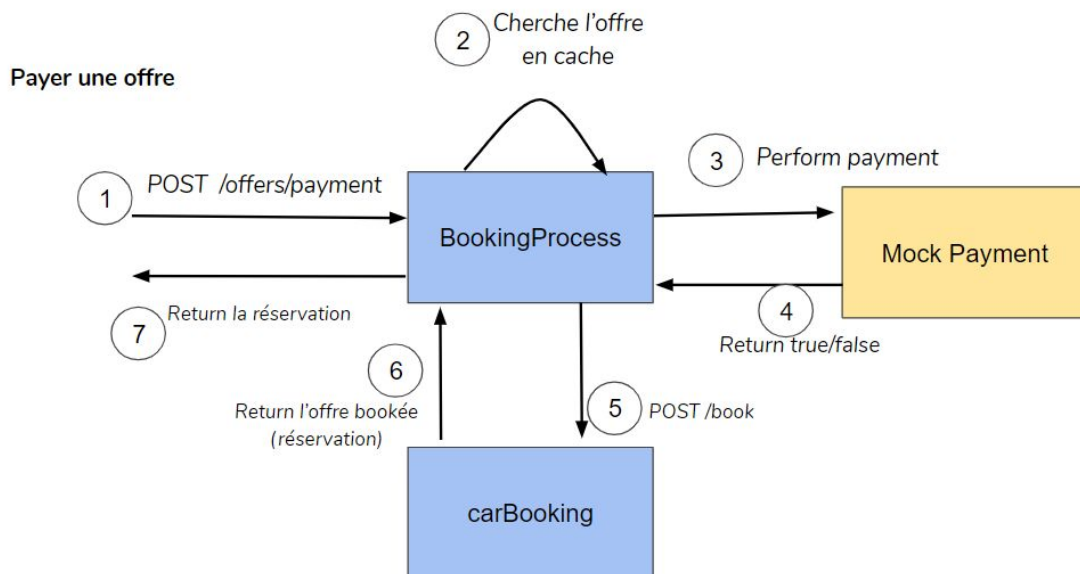 Payer une offre
2
Cherche l'offre
en cache
1
POST /offers/payment
3
Perform payment
BookingProcess
Mock Payment
7
Return la réservation
4
Return true/false
6
Return l'offre bookée
(réservation)
5
POST /book
carBooking